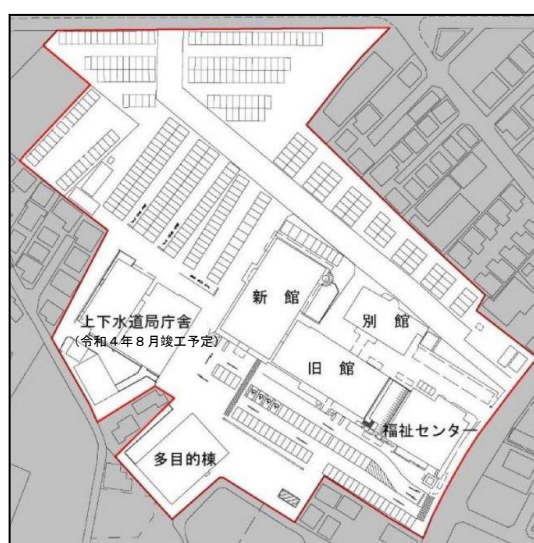 新館
別館
上下水道局庁舎
(令和4年8月竣工予定)
旧館
福祉センター
多目的棟